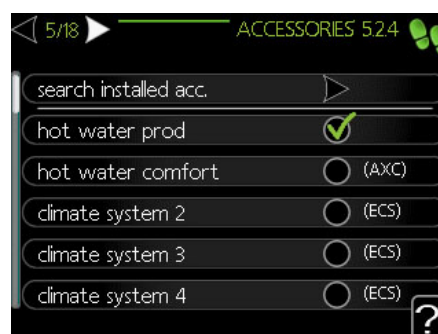 5/18 ACCESSORIES 5.2.4
search installed acc.
hot water prod
hot water comfort (AXC)
climate system 2 (ECS)
climate system 3 (ECS)
climate system 4 (ECS)
?